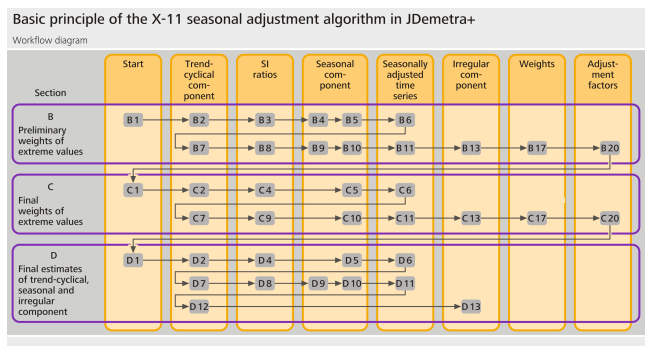 Basic principle of the X-11 seasonal adjustment algorithm in JDemetra+
Workflow diagram
Section
Start
Trend-
cyclical
com-
ponent
SI
ratios
Seasonal
com-
ponent
Seasonally
adjusted
time
series
Irregular
com-
ponent
Weights
Adjust-
ment
factors
B
Preliminary
weights of
extreme values
B1 B2 B3 B4 B5 B6
B7 B8 B9 B10 B11 B13 B17 B20
C
Final
weights of
extreme values
C1 C2 C4 C5 C6
C7 C9 C10 C11 C13 C17 C20
D
Final estimates
of trend-cyclical,
seasonal and
irregular
component
D1 D2 D4 D5 D6
D7 D8 D9 D10 D11
D12 D13